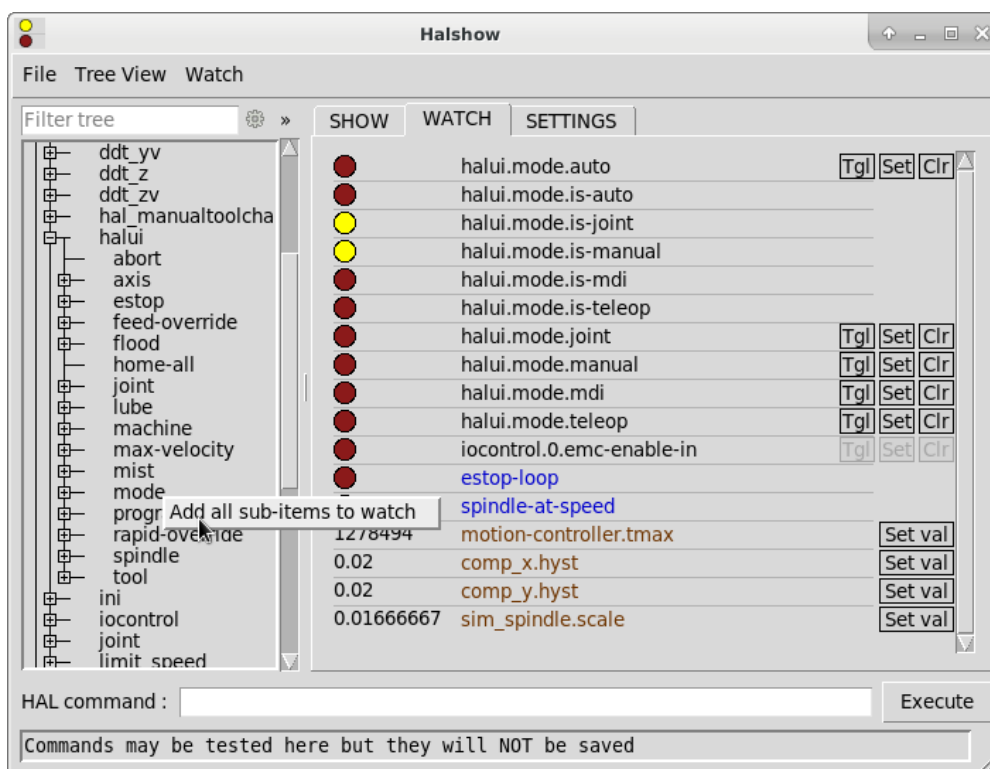 Halshow
File Tree View Watch
Filter tree »
SHOW WATCH SETTINGS
ddt_yv
ddt_z
ddt_zv
hal_manualtoolcha
halui
abort
axis
estop
feed-override
flood
home-all
joint
lube
machine
max-velocity
mist
mode
progr
Add all sub-items to watch
rapid-override
spindle
tool
ini
iocontrol
joint
limit_speed
halui.mode.auto Tgl Set Clr
halui.mode.is-auto
halui.mode.is-joint
halui.mode.is-manual
halui.mode.is-mdi
halui.mode.is-teleop
halui.mode.joint Tgl Set Clr
halui.mode.manual Tgl Set Clr
halui.mode.mdi Tgl Set Clr
halui.mode.teleop Tgl Set Clr
iocontrol.0.emc-enable-in Tgl Set Clr
estop-loop
spindle-at-speed
1278494 motion-controller.tmax Set val
0.02 comp_x.hyst Set val
0.02 comp_y.hyst Set val
0.01666667 sim_spindle.scale Set val
HAL command : Execute
Commands may be tested here but they will NOT be saved